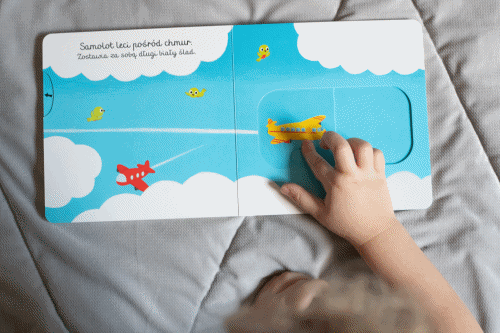 Samolot leci pośród chmur.
Zostawia za sobą długi biały ślad.